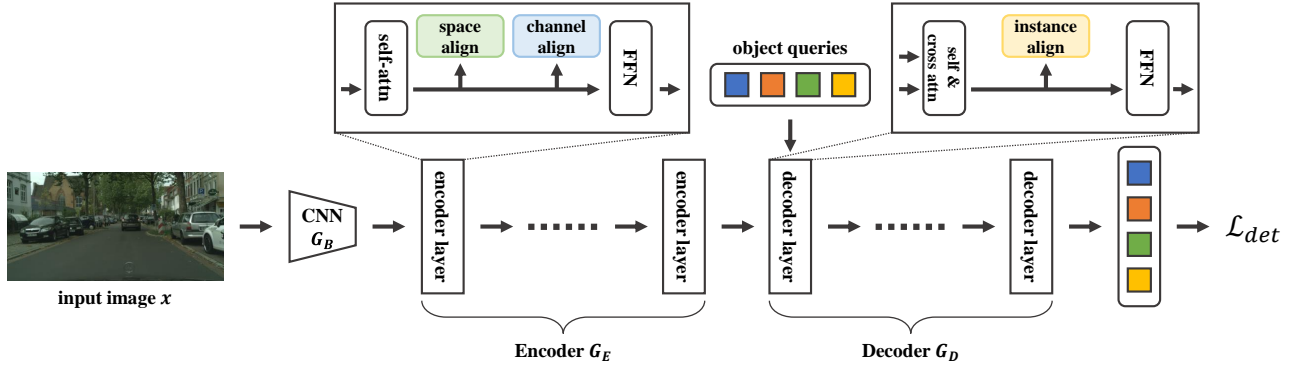 self-attn
space
align
channel
align
FFN
object queries
self &
cross attn
instance
align
FFN
input image x
CNN
G_B
encoder layer
encoder layer
decoder layer
decoder layer
ℒ_det
Encoder G_E
Decoder G_D